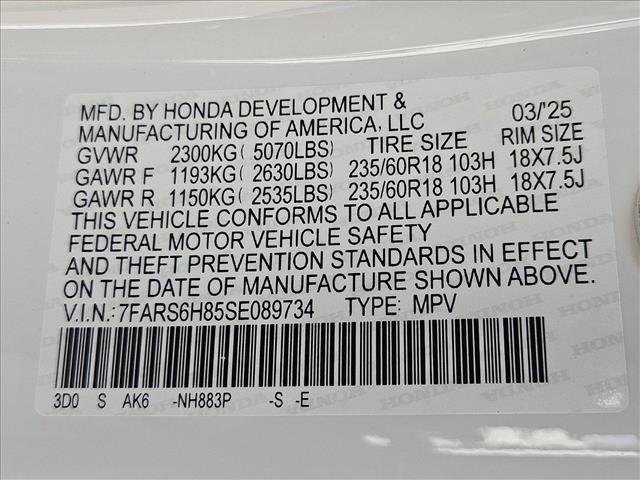 MFD. BY HONDA DEVELOPMENT &
MANUFACTURING OF AMERICA, LLC 03/'25
GVWR 2300KG( 5070LBS) TIRE SIZE RIM SIZE
GAWR F 1193KG( 2630LBS) 235/60R18 103H 18X7.5J
GAWR R 1150KG( 2535LBS) 235/60R18 103H 18X7.5J
THIS VEHICLE CONFORMS TO ALL APPLICABLE
FEDERAL MOTOR VEHICLE SAFETY
AND THEFT PREVENTION STANDARDS IN EFFECT
ON THE DATE OF MANUFACTURE SHOWN ABOVE.
V.I.N.:7FARS6H85SE089734 TYPE: MPV
3D0 S AK6 -NH883P -S -E